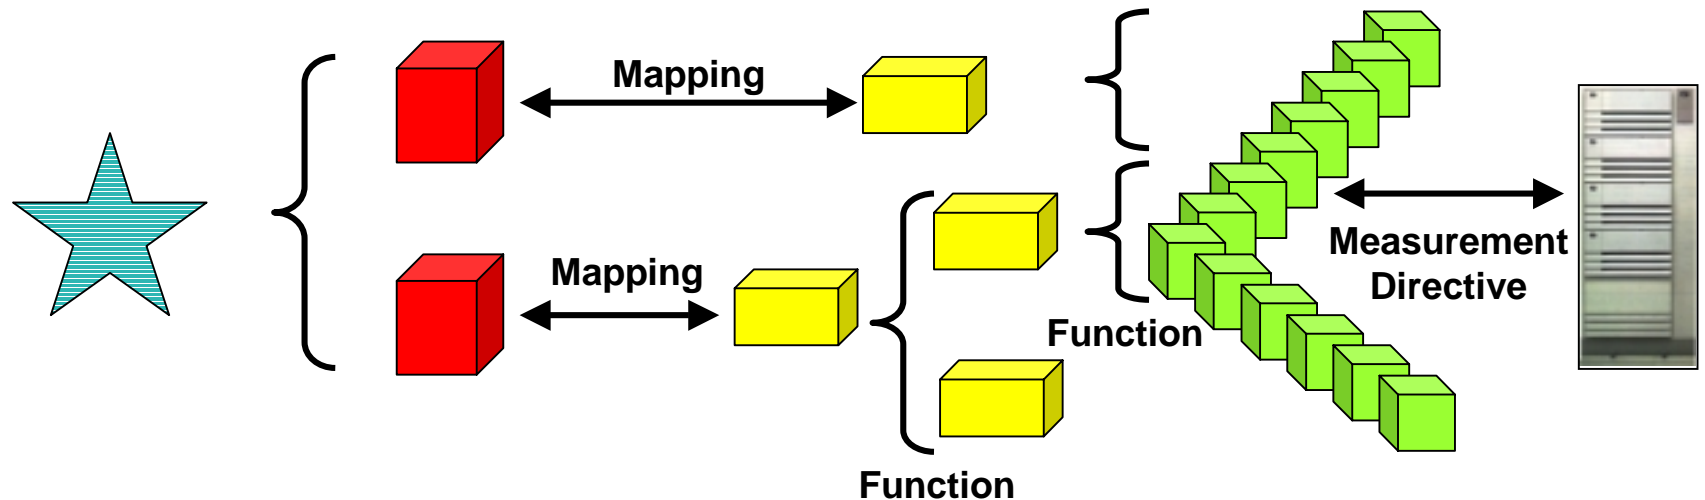 Mapping
Mapping
Function
Function
Measurement
Directive